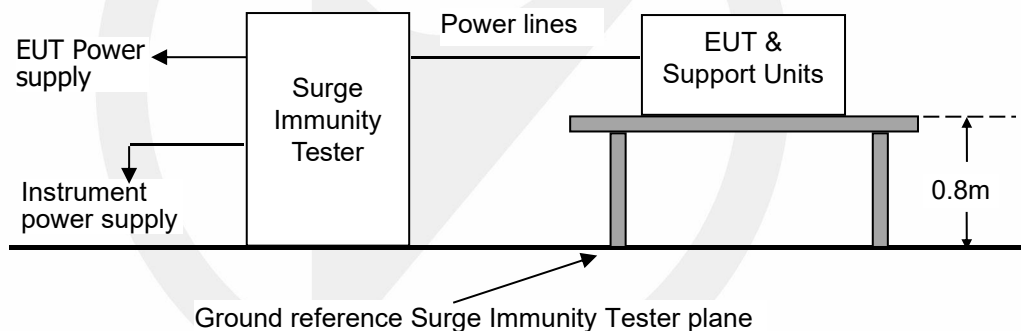 Power lines
EUT Power
supply
EUT &
Support Units
Surge
Immunity
Tester
Instrument
power supply
0.8m
Ground reference Surge Immunity Tester plane